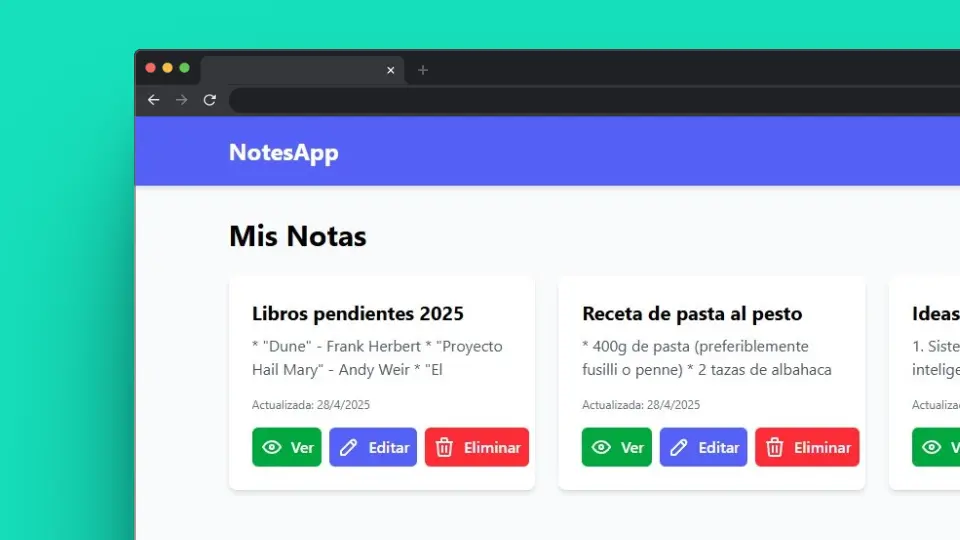 NotesApp
Mis Notas
Libros pendientes 2025
* "Dune" - Frank Herbert * "Proyecto
Hail Mary" - Andy Weir * "El
Actualizada: 28/4/2025
Ver Editar Eliminar
Receta de pasta al pesto
* 400g de pasta (preferiblemente
fusilli o penne) * 2 tazas de albahaca
Actualizada: 28/4/2025
Ver Editar Eliminar
Ideas
1. Siste
intelige
Actualiza
V